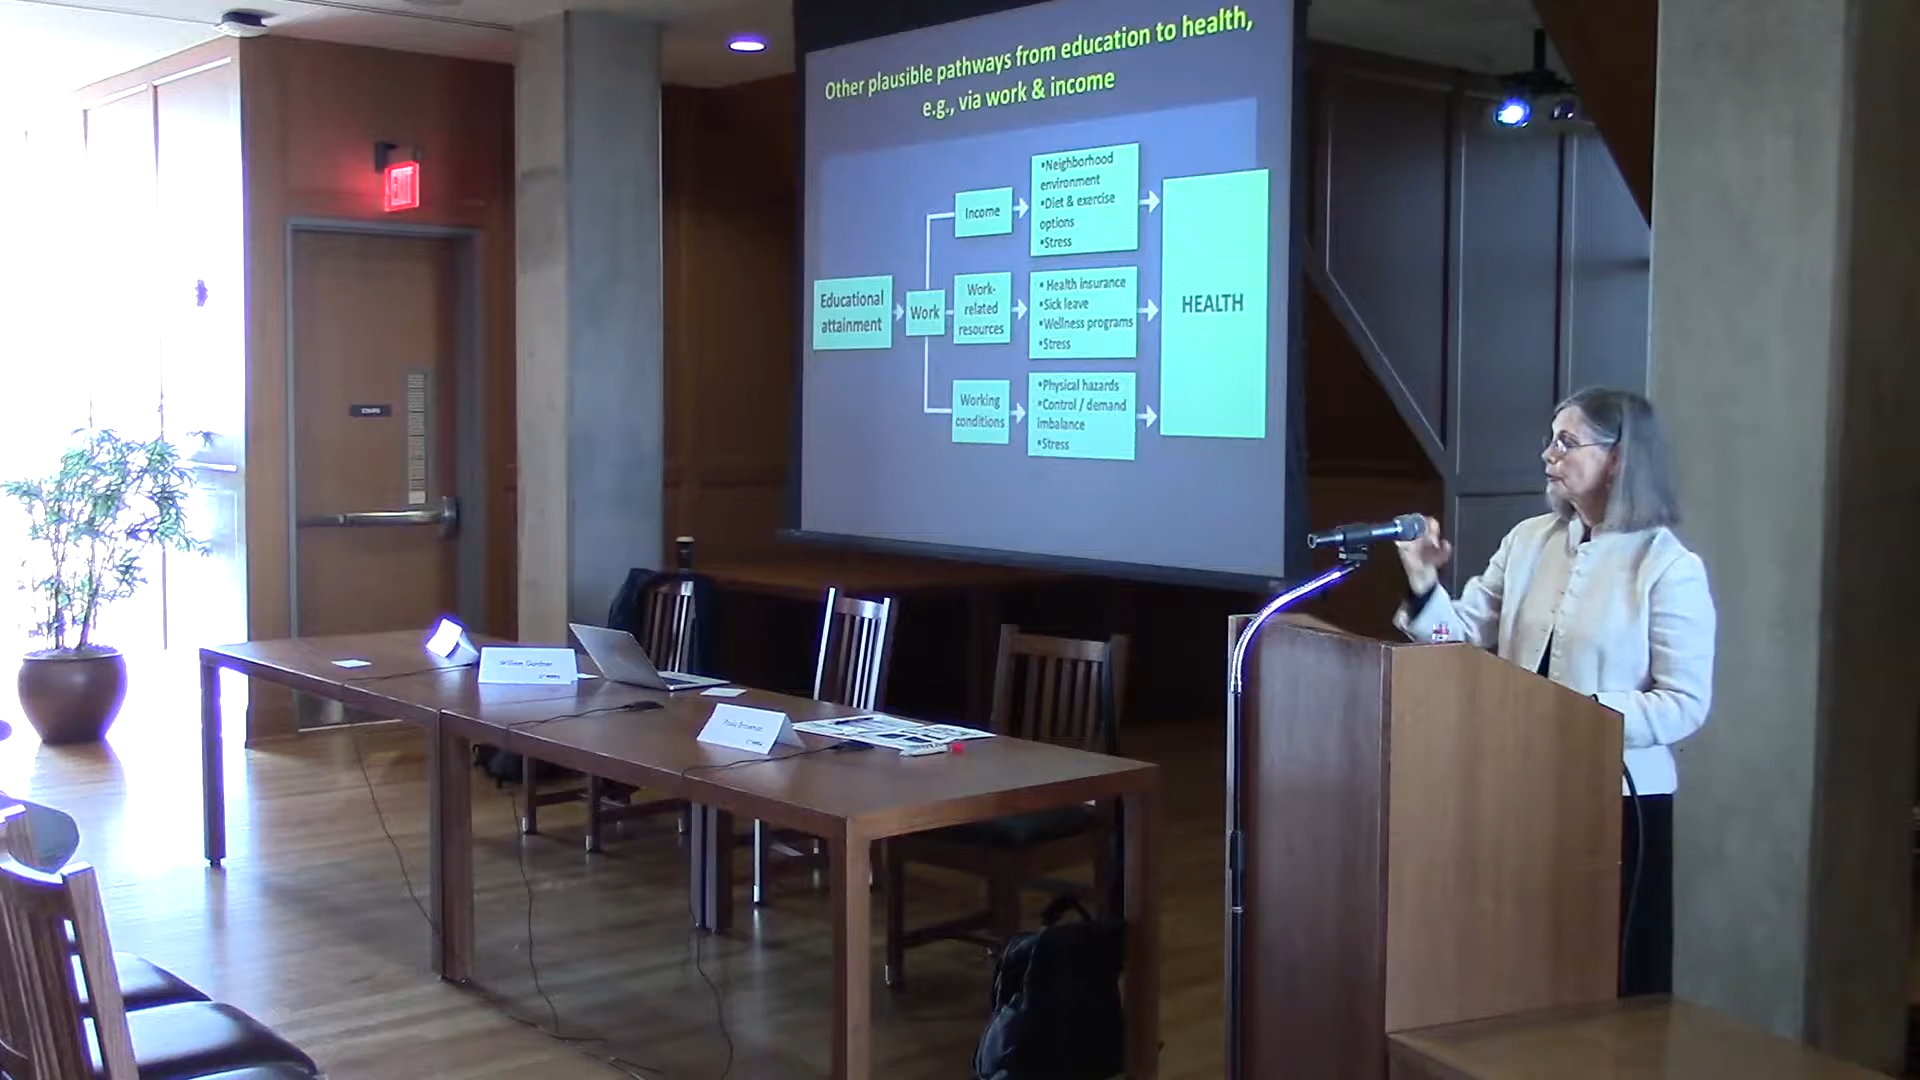 Other plausible pathways from education to health,
e.g., via work & income
EXIT
Educational
attainment
Work
Income
•Neighborhood
environment
•Diet & exercise
options
•Stress
Work-
related
resources
• Health insurance
•Sick leave
•Wellness programs
•Stress
Working
conditions
•Physical hazards
•Control / demand
imbalance
•Stress
HEALTH
William Gardner